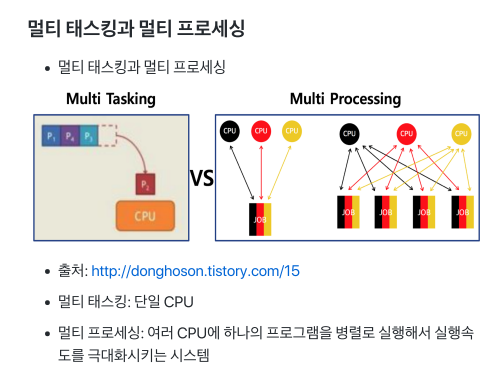 멀티 태스킹과 멀티 프로세싱
• 멀티 태스킹과 멀티 프로세싱
Multi Tasking
Multi Processing
P1 P4 P3
P2
CPU
VS
CPU CPU CPU
JOB
CPU CPU CPU
JOB JOB JOB JOB
• 출처: http://donghoson.tistory.com/15
• 멀티 태스킹: 단일 CPU
• 멀티 프로세싱: 여러 CPU에 하나의 프로그램을 병렬로 실행해서 실행속
도를 극대화시키는 시스템